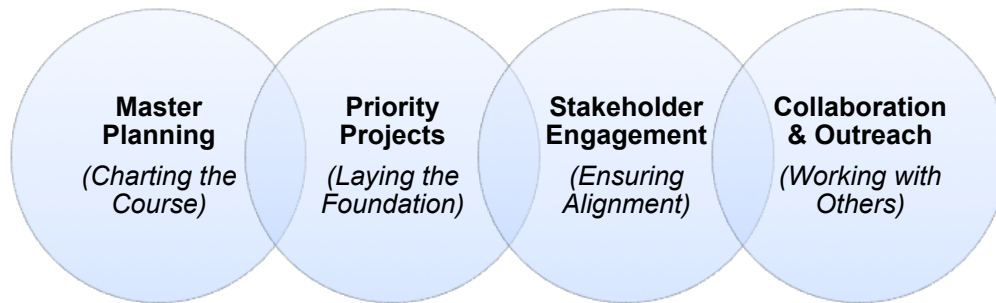 Master
Planning
(Charting the
Course)
Priority
Projects
(Laying the
Foundation)
Stakeholder
Engagement
(Ensuring
Alignment)
Collaboration
& Outreach
(Working with
Others)